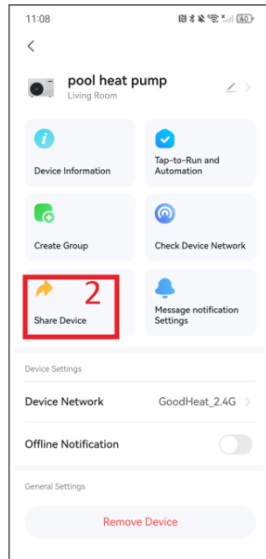 11:08
40
pool heat pump
Living Room
Device Information
Tap-to-Run and
Automation
Create Group
Check Device Network
2
Share Device
Message notification
Settings
Device Settings
Device Network
GoodHeat_2.4G
Offline Notification
General Settings
Remove Device